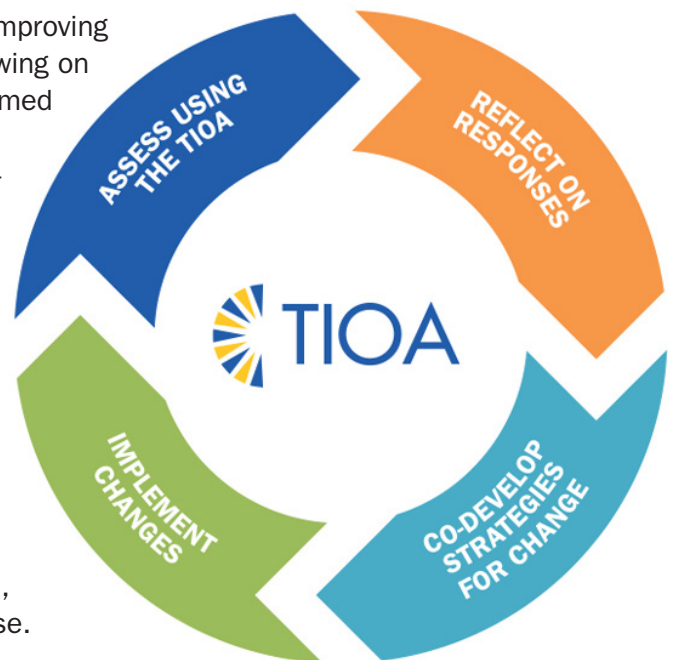 mproving
wing on
med
ASSESS USING
THE TIOA
REFLECT ON
RESPONSES
TIOA
CO-DEVELOP
STRATEGIES
FOR CHANGE
IMPLEMENT
CHANGES
,
se.